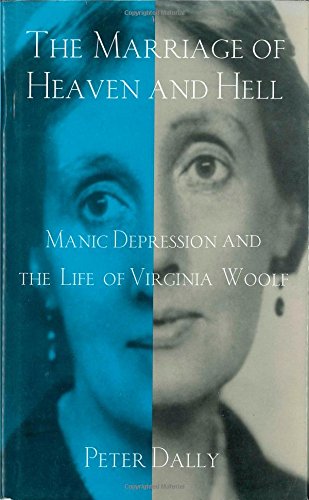 THE MARRIAGE OF
HEAVEN AND HELL
MANIC DEPRESSION AND
THE LIFE OF VIRGINIA WOOLF
PETER DALLY